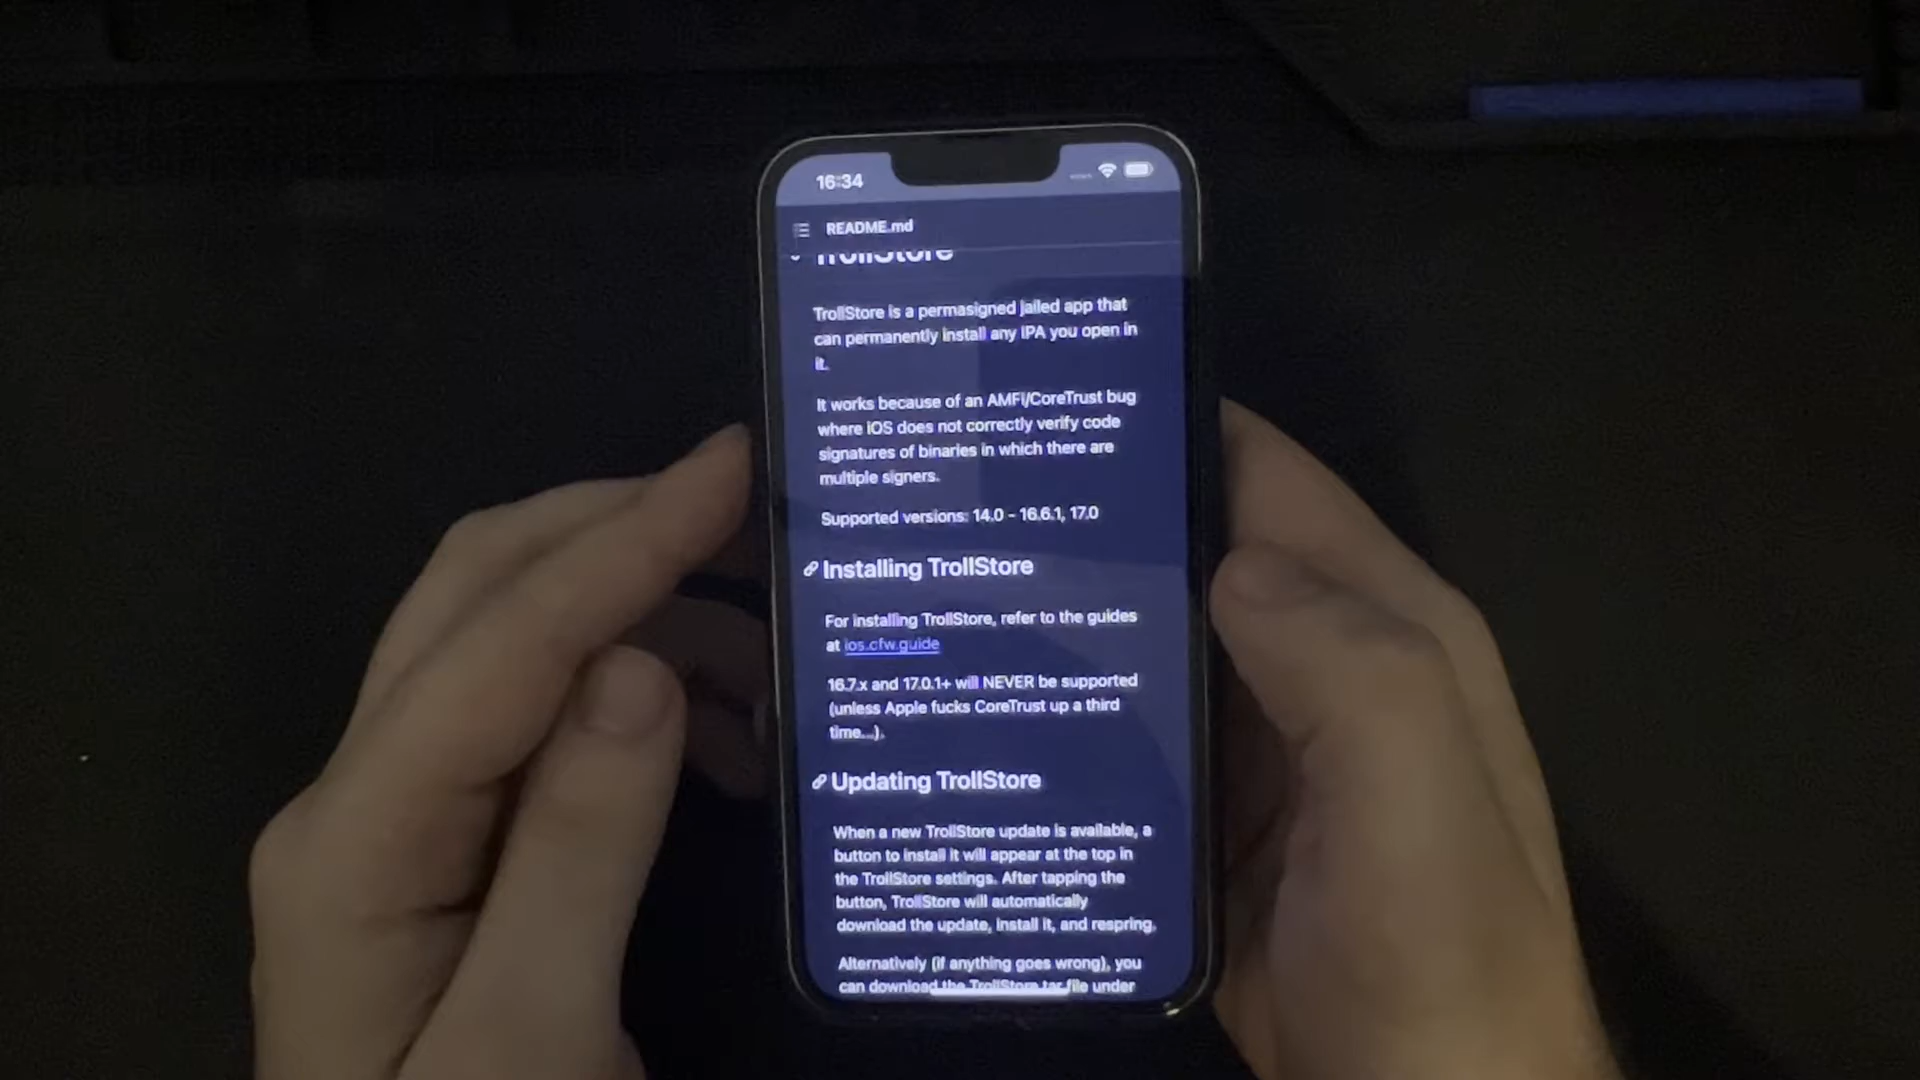 16:34
README.md
TrollStore
TrollStore is a permasigned jailed app that
can permanently install any IPA you open in
it.
It works because of an AMFI/CoreTrust bug
where iOS does not correctly verify code
signatures of binaries in which there are
multiple signers.
Supported versions: 14.0 - 16.6.1, 17.0
Installing TrollStore
For installing TrollStore, refer to the guides
at ios.cfw.guide
16.7.x and 17.0.1+ will NEVER be supported
(unless Apple fucks CoreTrust up a third
time...).
Updating TrollStore
When a new TrollStore update is available, a
button to install it will appear at the top in
the TrollStore settings. After tapping the
button, TrollStore will automatically
download the update, install it, and respring.
Alternatively (if anything goes wrong), you
can download the TrollStore.tar file under